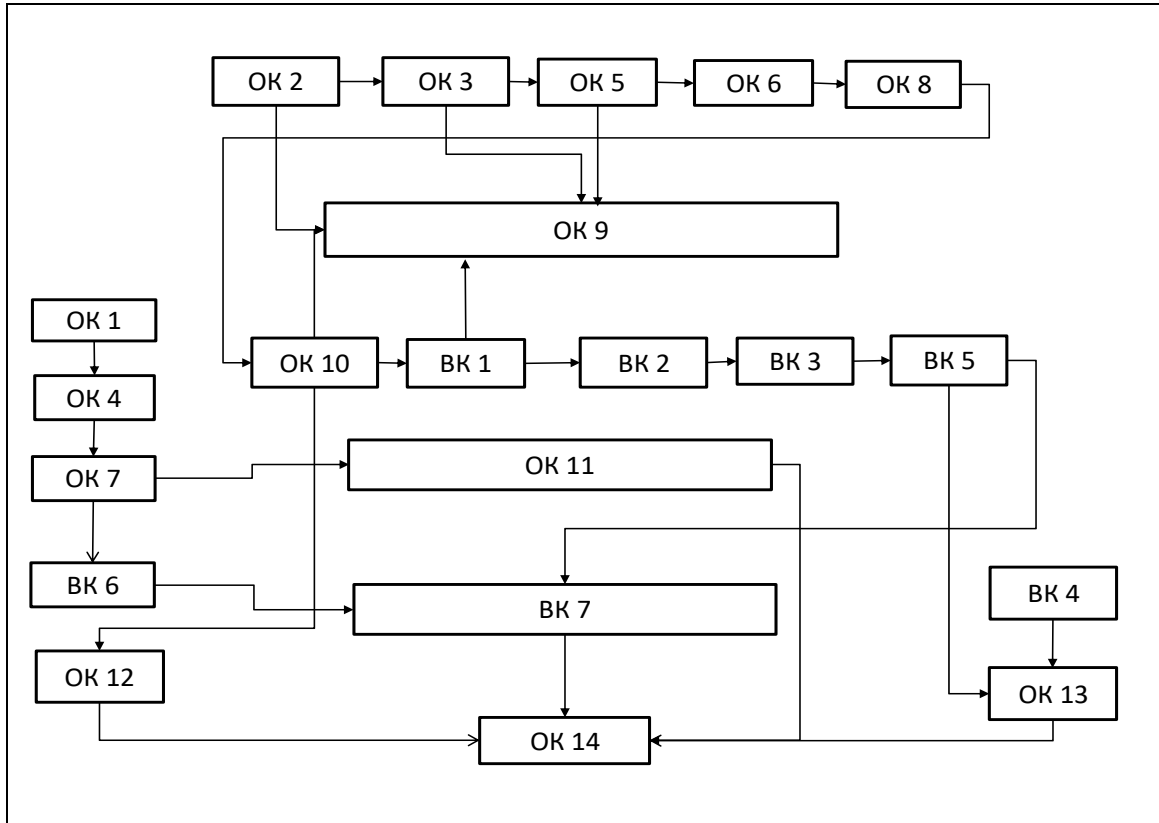 ОК 2
ОК 3
ОК 5
ОК 6
ОК 8
ОК 9
ОК 1
ОК 10
ВК 1
ВК 2
ВК 3
ВК 5
ОК 4
ОК 7
ОК 11
ВК 6
ВК 7
ВК 4
ОК 12
ОК 13
ОК 14